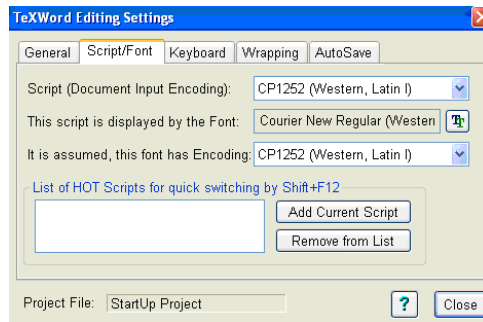 TeXWord Editing Settings
General Script/Font Keyboard Wrapping AutoSave
Script (Document Input Encoding): CP1252 (Western, Latin I)
This script is displayed by the Font: Courier New Regular (Western
It is assumed, this font has Encoding: CP1252 (Western, Latin I)
List of HOT Scripts for quick switching by Shift+F12
Add Current Script
Remove from List
Project File: StartUp Project ? Close